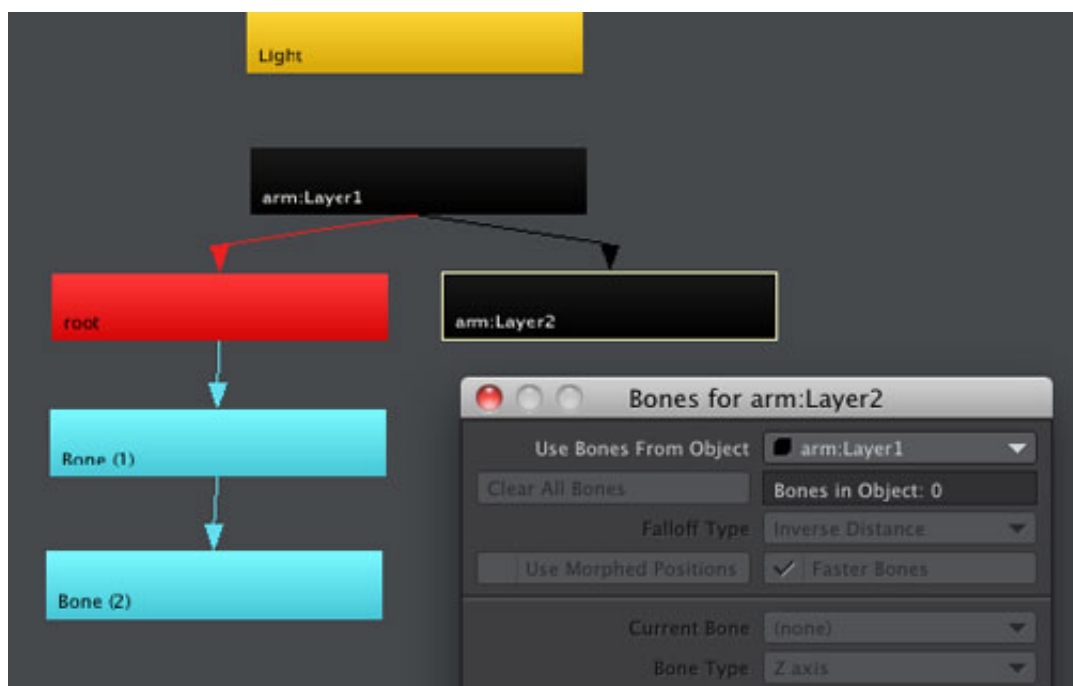 Light
arm:Layer1
root
arm:Layer2
Bone (1)
Bone (2)
Bones for arm:Layer2
Use Bones From Object arm:Layer1
Clear All Bones Bones in Object: 0
Falloff Type Inverse Distance
Use Morphed Positions Faster Bones
Current Bone (none)
Bone Type Z axis